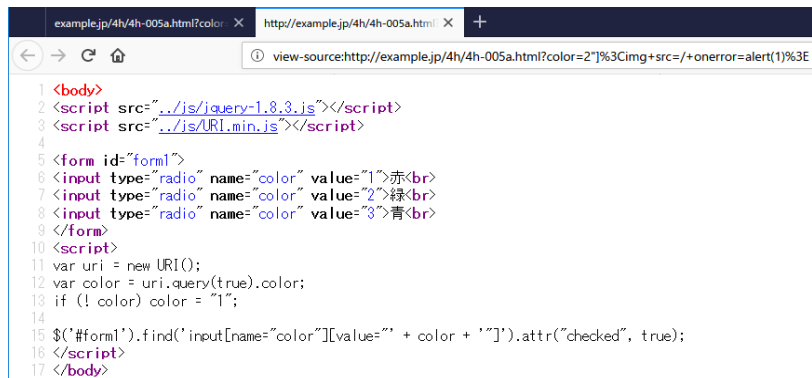 example.jp/4h/4h-005a.html?color
http://example.jp/4h/4h-005a.html
view-source:http://example.jp/4h/4h-005a.html?color=2"]%3Cimg+src=/+onerror=alert(1)%3E
1 <body>
2 <script src="../js/jquery-1.8.3.js"></script>
3 <script src="../js/URI.min.js"></script>
4
5 <form id="form1">
6 <input type="radio" name="color" value="1">赤<br>
7 <input type="radio" name="color" value="2">緑<br>
8 <input type="radio" name="color" value="3">青<br>
9 </form>
10 <script>
11 var uri = new URI();
12 var color = uri.query(true).color;
13 if (! color) color = "1";
14
15 $('#form1').find('input[name="color"][value="' + color + '"]').attr("checked", true);
16 </script>
17 </body>